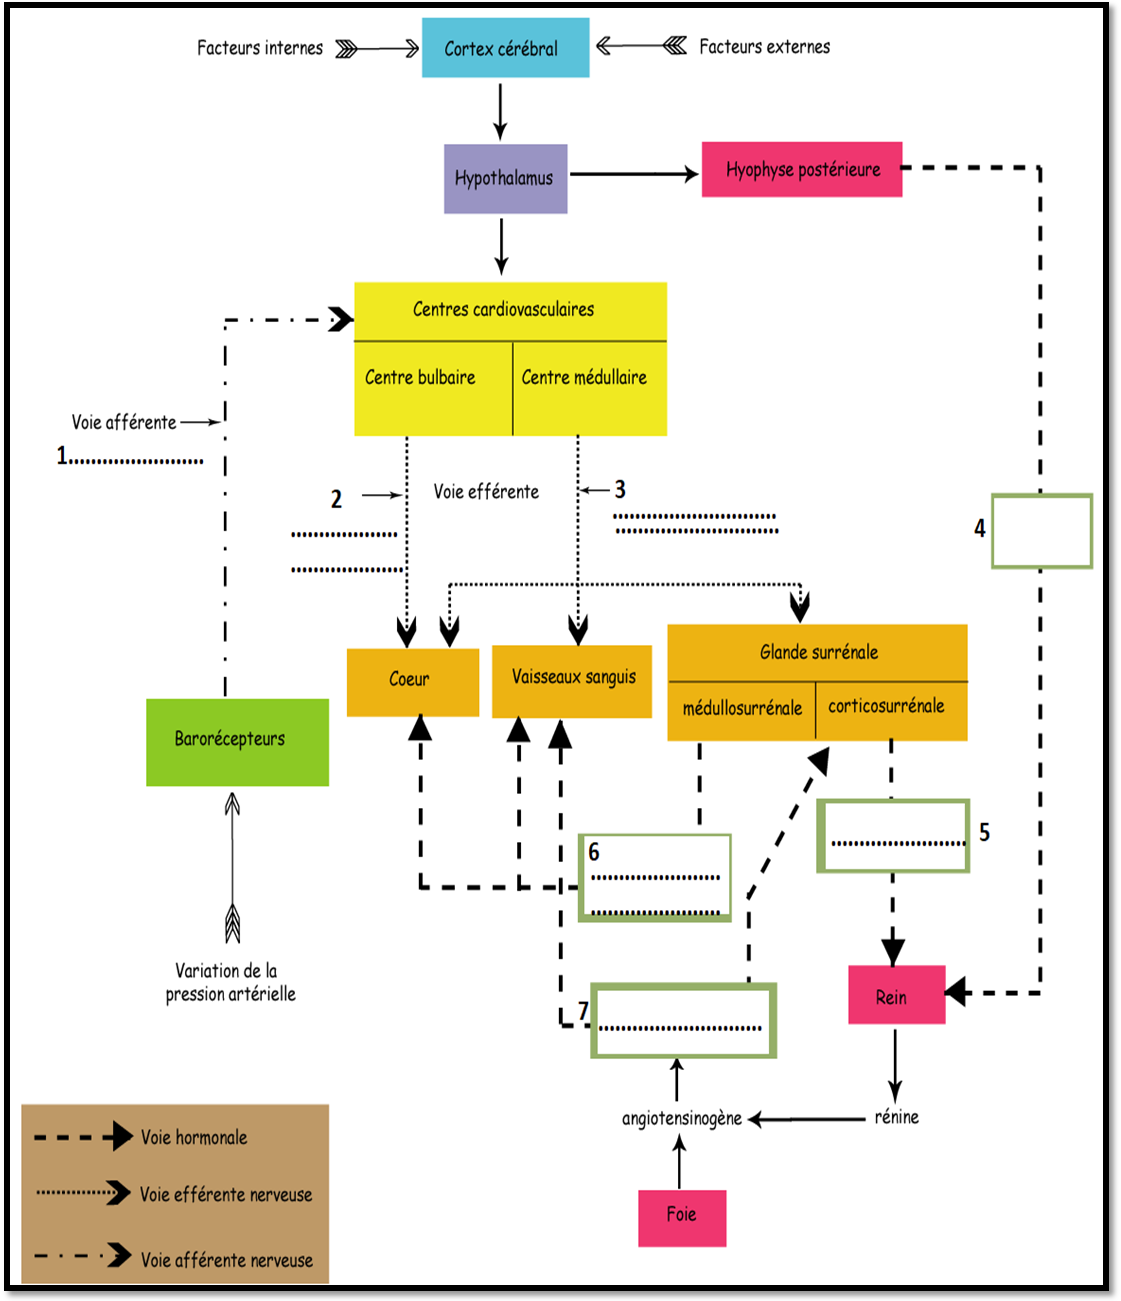 Facteurs internes
Cortex cérébral
Facteurs externes
Hypothalamus
Hyophyse postérieure
Centres cardiovasculaires
Centre bulbaire
Centre médullaire
Voie afférente
1........................
2
Voie efférente
3
..............................
..............................
...................
....................
4
Coeur
Vaisseaux sanguis
Glande surrénale
médullosurrénale
corticosurrénale
Barorécepteurs
5
........................
6
.......................
.......................
Variation de la
pression artérielle
7
.............................
Rein
angiotensinogène
rénine
Foie
Voie hormonale
Voie efférente nerveuse
Voie afférente nerveuse